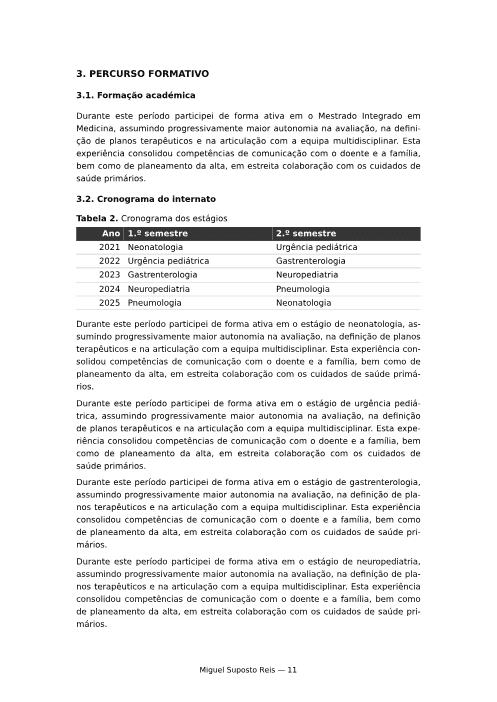 3. PERCURSO FORMATIVO
3.1. Formação académica
Durante este período participei de forma ativa em o Mestrado Integrado em
Medicina, assumindo progressivamente maior autonomia na avaliação, na defini-
ção de planos terapêuticos e na articulação com a equipa multidisciplinar. Esta
experiência consolidou competências de comunicação com o doente e a família,
bem como de planeamento da alta, em estreita colaboração com os cuidados de
saúde primários.
3.2. Cronograma do internato
Tabela 2. Cronograma dos estágios
Ano 1.º semestre 2.º semestre
2021 Neonatologia Urgência pediátrica
2022 Urgência pediátrica Gastrenterologia
2023 Gastrenterologia Neuropediatria
2024 Neuropediatria Pneumologia
2025 Pneumologia Neonatologia
Durante este período participei de forma ativa em o estágio de neonatologia, as-
sumindo progressivamente maior autonomia na avaliação, na definição de planos
terapêuticos e na articulação com a equipa multidisciplinar. Esta experiência con-
solidou competências de comunicação com o doente e a família, bem como de
planeamento da alta, em estreita colaboração com os cuidados de saúde primá-
rios.
Durante este período participei de forma ativa em o estágio de urgência pediá-
trica, assumindo progressivamente maior autonomia na avaliação, na definição
de planos terapêuticos e na articulação com a equipa multidisciplinar. Esta expe-
riência consolidou competências de comunicação com o doente e a família, bem
como de planeamento da alta, em estreita colaboração com os cuidados de
saúde primários.
Durante este período participei de forma ativa em o estágio de gastrenterologia,
assumindo progressivamente maior autonomia na avaliação, na definição de pla-
nos terapêuticos e na articulação com a equipa multidisciplinar. Esta experiência
consolidou competências de comunicação com o doente e a família, bem como
de planeamento da alta, em estreita colaboração com os cuidados de saúde pri-
mários.
Durante este período participei de forma ativa em o estágio de neuropediatria,
assumindo progressivamente maior autonomia na avaliação, na definição de pla-
nos terapêuticos e na articulação com a equipa multidisciplinar. Esta experiência
consolidou competências de comunicação com o doente e a família, bem como
de planeamento da alta, em estreita colaboração com os cuidados de saúde pri-
mários.
Miguel Suposto Reis — 11